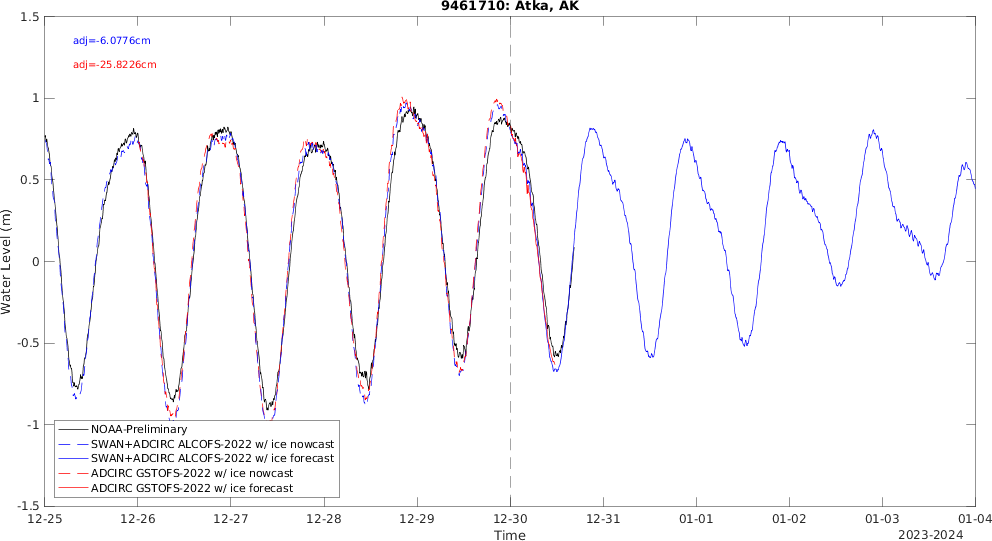 9461710: Atka, AK
1.5
adj=-6.0776cm
adj=-25.8226cm
1
0.5
0
-0.5
-1
-1.5
Water Level (m)
NOAA-Preliminary
SWAN+ADCIRC ALCOFS-2022 w/ ice nowcast
SWAN+ADCIRC ALCOFS-2022 w/ ice forecast
ADCIRC GSTOFS-2022 w/ ice nowcast
ADCIRC GSTOFS-2022 w/ ice forecast
12-25 12-26 12-27 12-28 12-29 12-30 12-31 01-01 01-02 01-03 01-04
Time
2023-2024